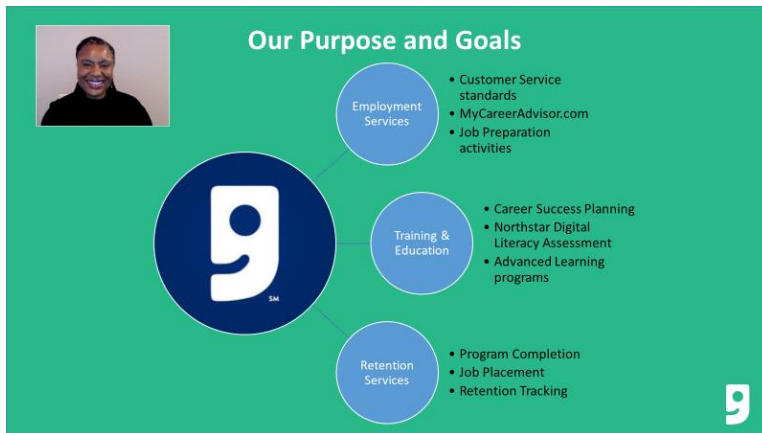 Our Purpose and Goals
Employment
Services
• Customer Service
standards
• MyCareerAdvisor.com
• Job Preparation
activities
Training &
Education
• Career Success Planning
• Northstar Digital
Literacy Assessment
• Advanced Learning
programs
SM
Retention
Services
• Program Completion
• Job Placement
• Retention Tracking